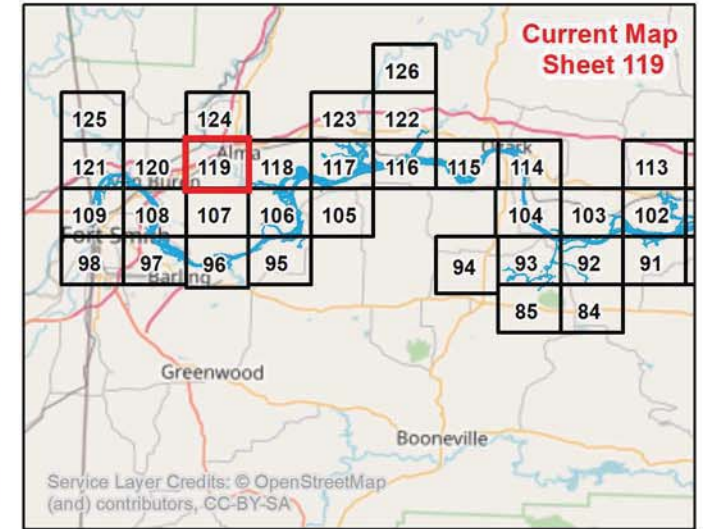 Current Map
Sheet 119
126
125 124 123 122
Alma Ozark
121 120 119 118 117 116 115 114 113
Van Buren
109 108 107 106 105 104 103 102
Fort Smith
98 97 96 95 94 93 92 91
Barling
85 84
Greenwood
Booneville
Service Layer Credits: © OpenStreetMap
(and) contributors, CC-BY-SA